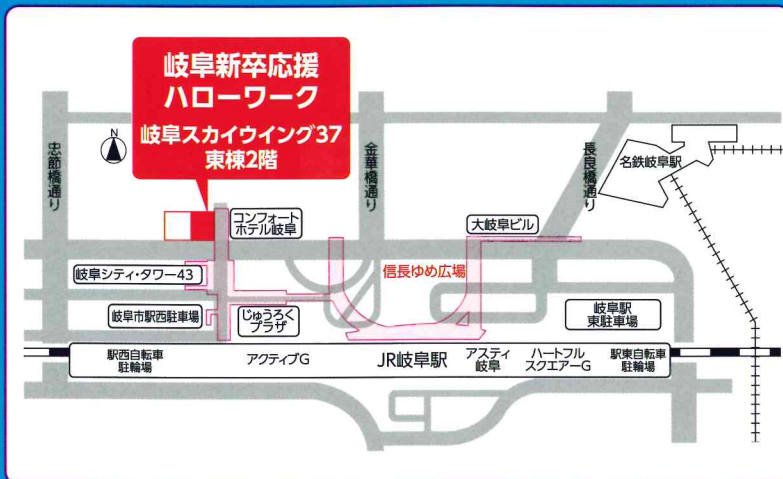 岐阜新卒応援
ハローワーク
岐阜スカイウイング37
東棟2階
N
忠節橋通り
金華橋通り
長良橋通り
名鉄岐阜駅
コンフォート
ホテル岐阜
大岐阜ビル
岐阜シティ・タワー43
信長ゆめ広場
岐阜市駅西駐車場
じゅうろく
プラザ
岐阜駅
東駐車場
駅西自転車
駐輪場
アクティブG
JR岐阜駅
アスティ
岐阜
ハートフル
スクエアーG
駅東自転車
駐輪場